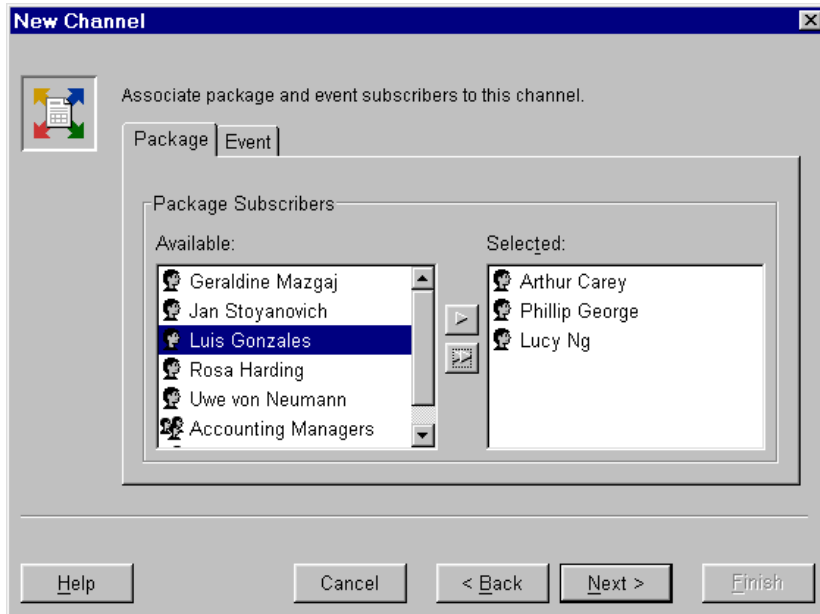 New Channel
Associate package and event subscribers to this channel.
Package
Event
Package Subscribers
Available:
Geraldine Mazgaj
Jan Stoyanovich
Luis Gonzales
Rosa Harding
Uwe von Neumann
Accounting Managers
Selected:
Arthur Carey
Phillip George
Lucy Ng
Help
Cancel
< Back
Next >
Finish